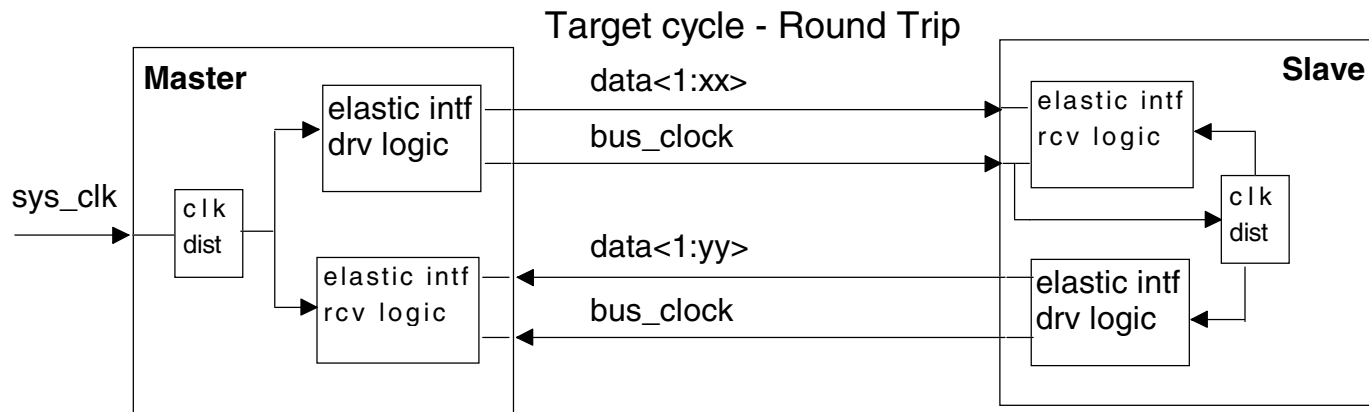 Target cycle - Round Trip
Master
Slave
elastic intf
drv logic
data<1:xx>
bus_clock
elastic intf
rcv logic
sys_clk
clk
dist
clk
dist
elastic intf
rcv logic
data<1:yy>
bus_clock
elastic intf
drv logic